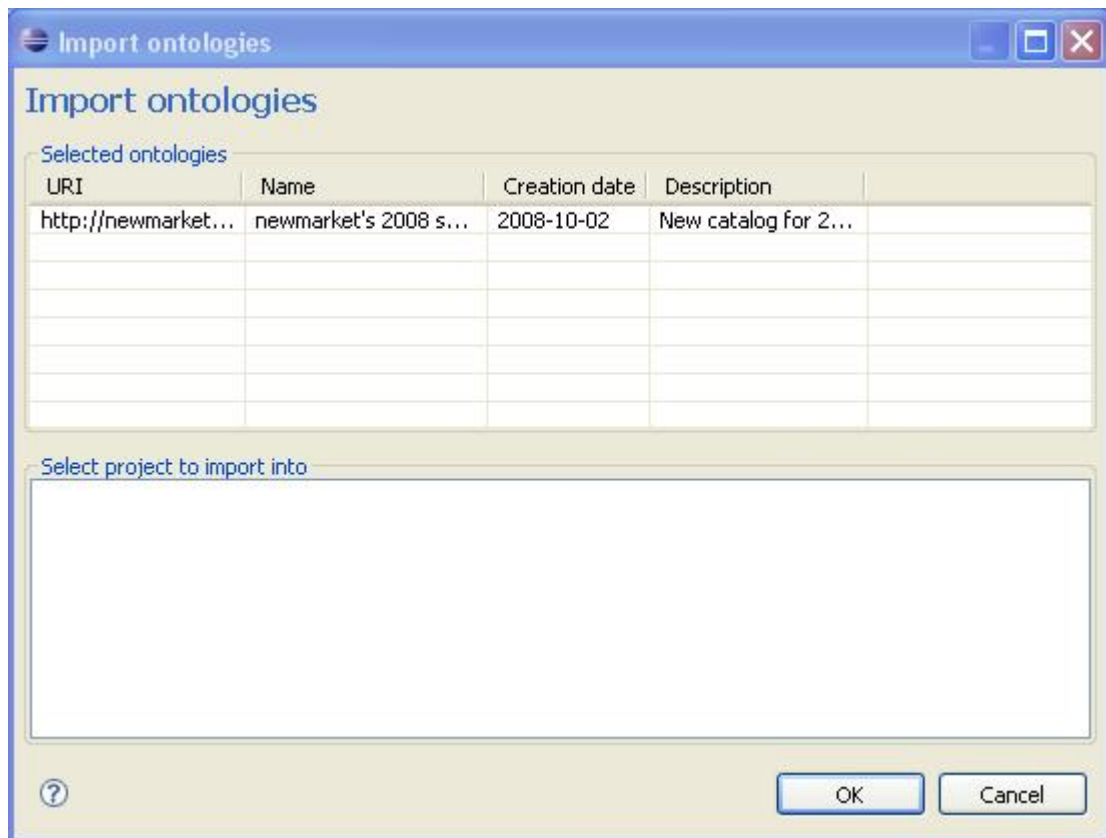 Import ontologies
Import ontologies
Selected ontologies
URI Name Creation date Description
http://newmarket... newmarket's 2008 s... 2008-10-02 New catalog for 2...
Select project to import into
?
OK Cancel